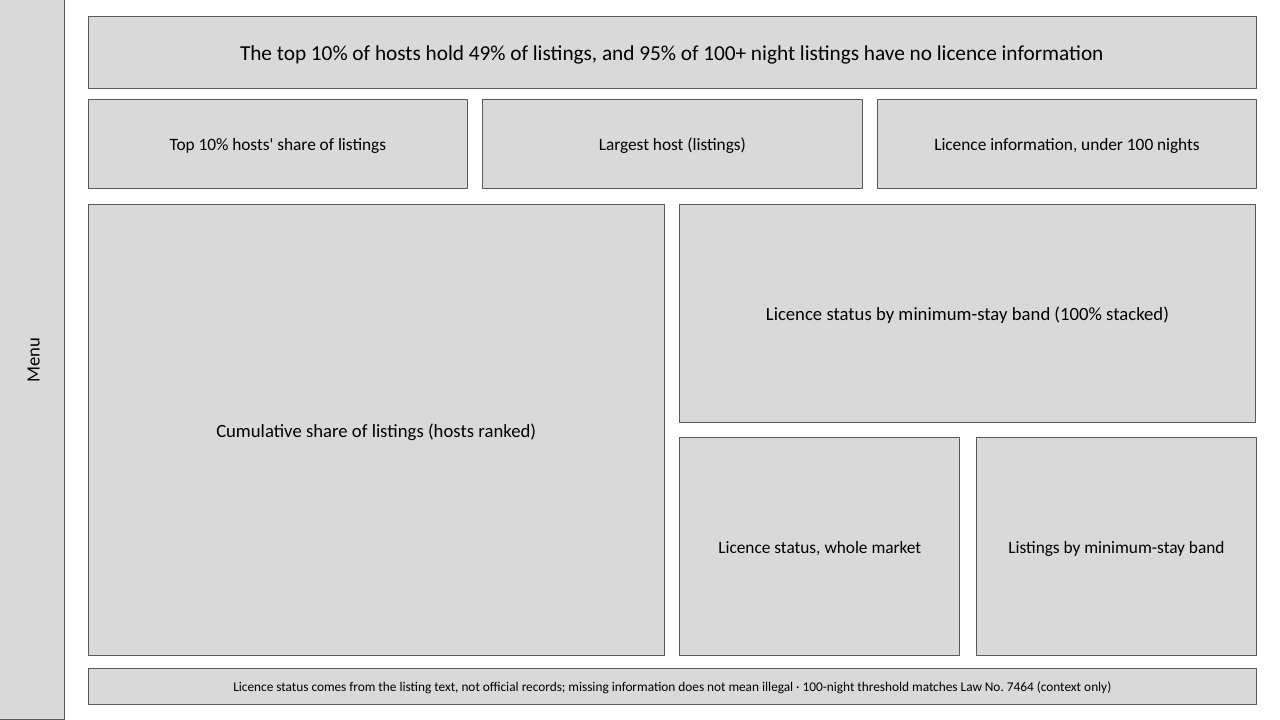 The top 10% of hosts hold 49% of listings, and 95% of 100+ night listings have no licence information
Top 10% hosts' share of listings
Largest host (listings)
Licence information, under 100 nights
Menu
Cumulative share of listings (hosts ranked)
Licence status by minimum-stay band (100% stacked)
Licence status, whole market
Listings by minimum-stay band
Licence status comes from the listing text, not official records; missing information does not mean illegal · 100-night threshold matches Law No. 7464 (context only)